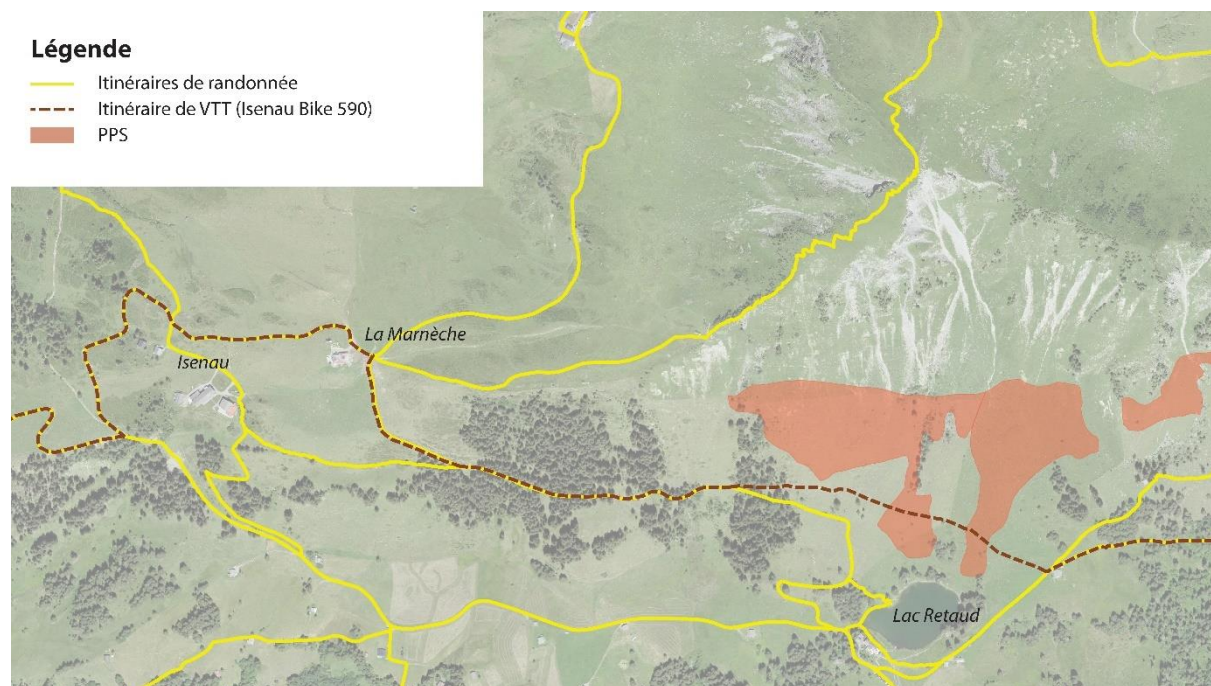 Légende
Itinéraires de randonnée
Itinéraire de VTT (Isenau Bike 590)
PPS
La Marnèche
Isenau
Lac Retaud